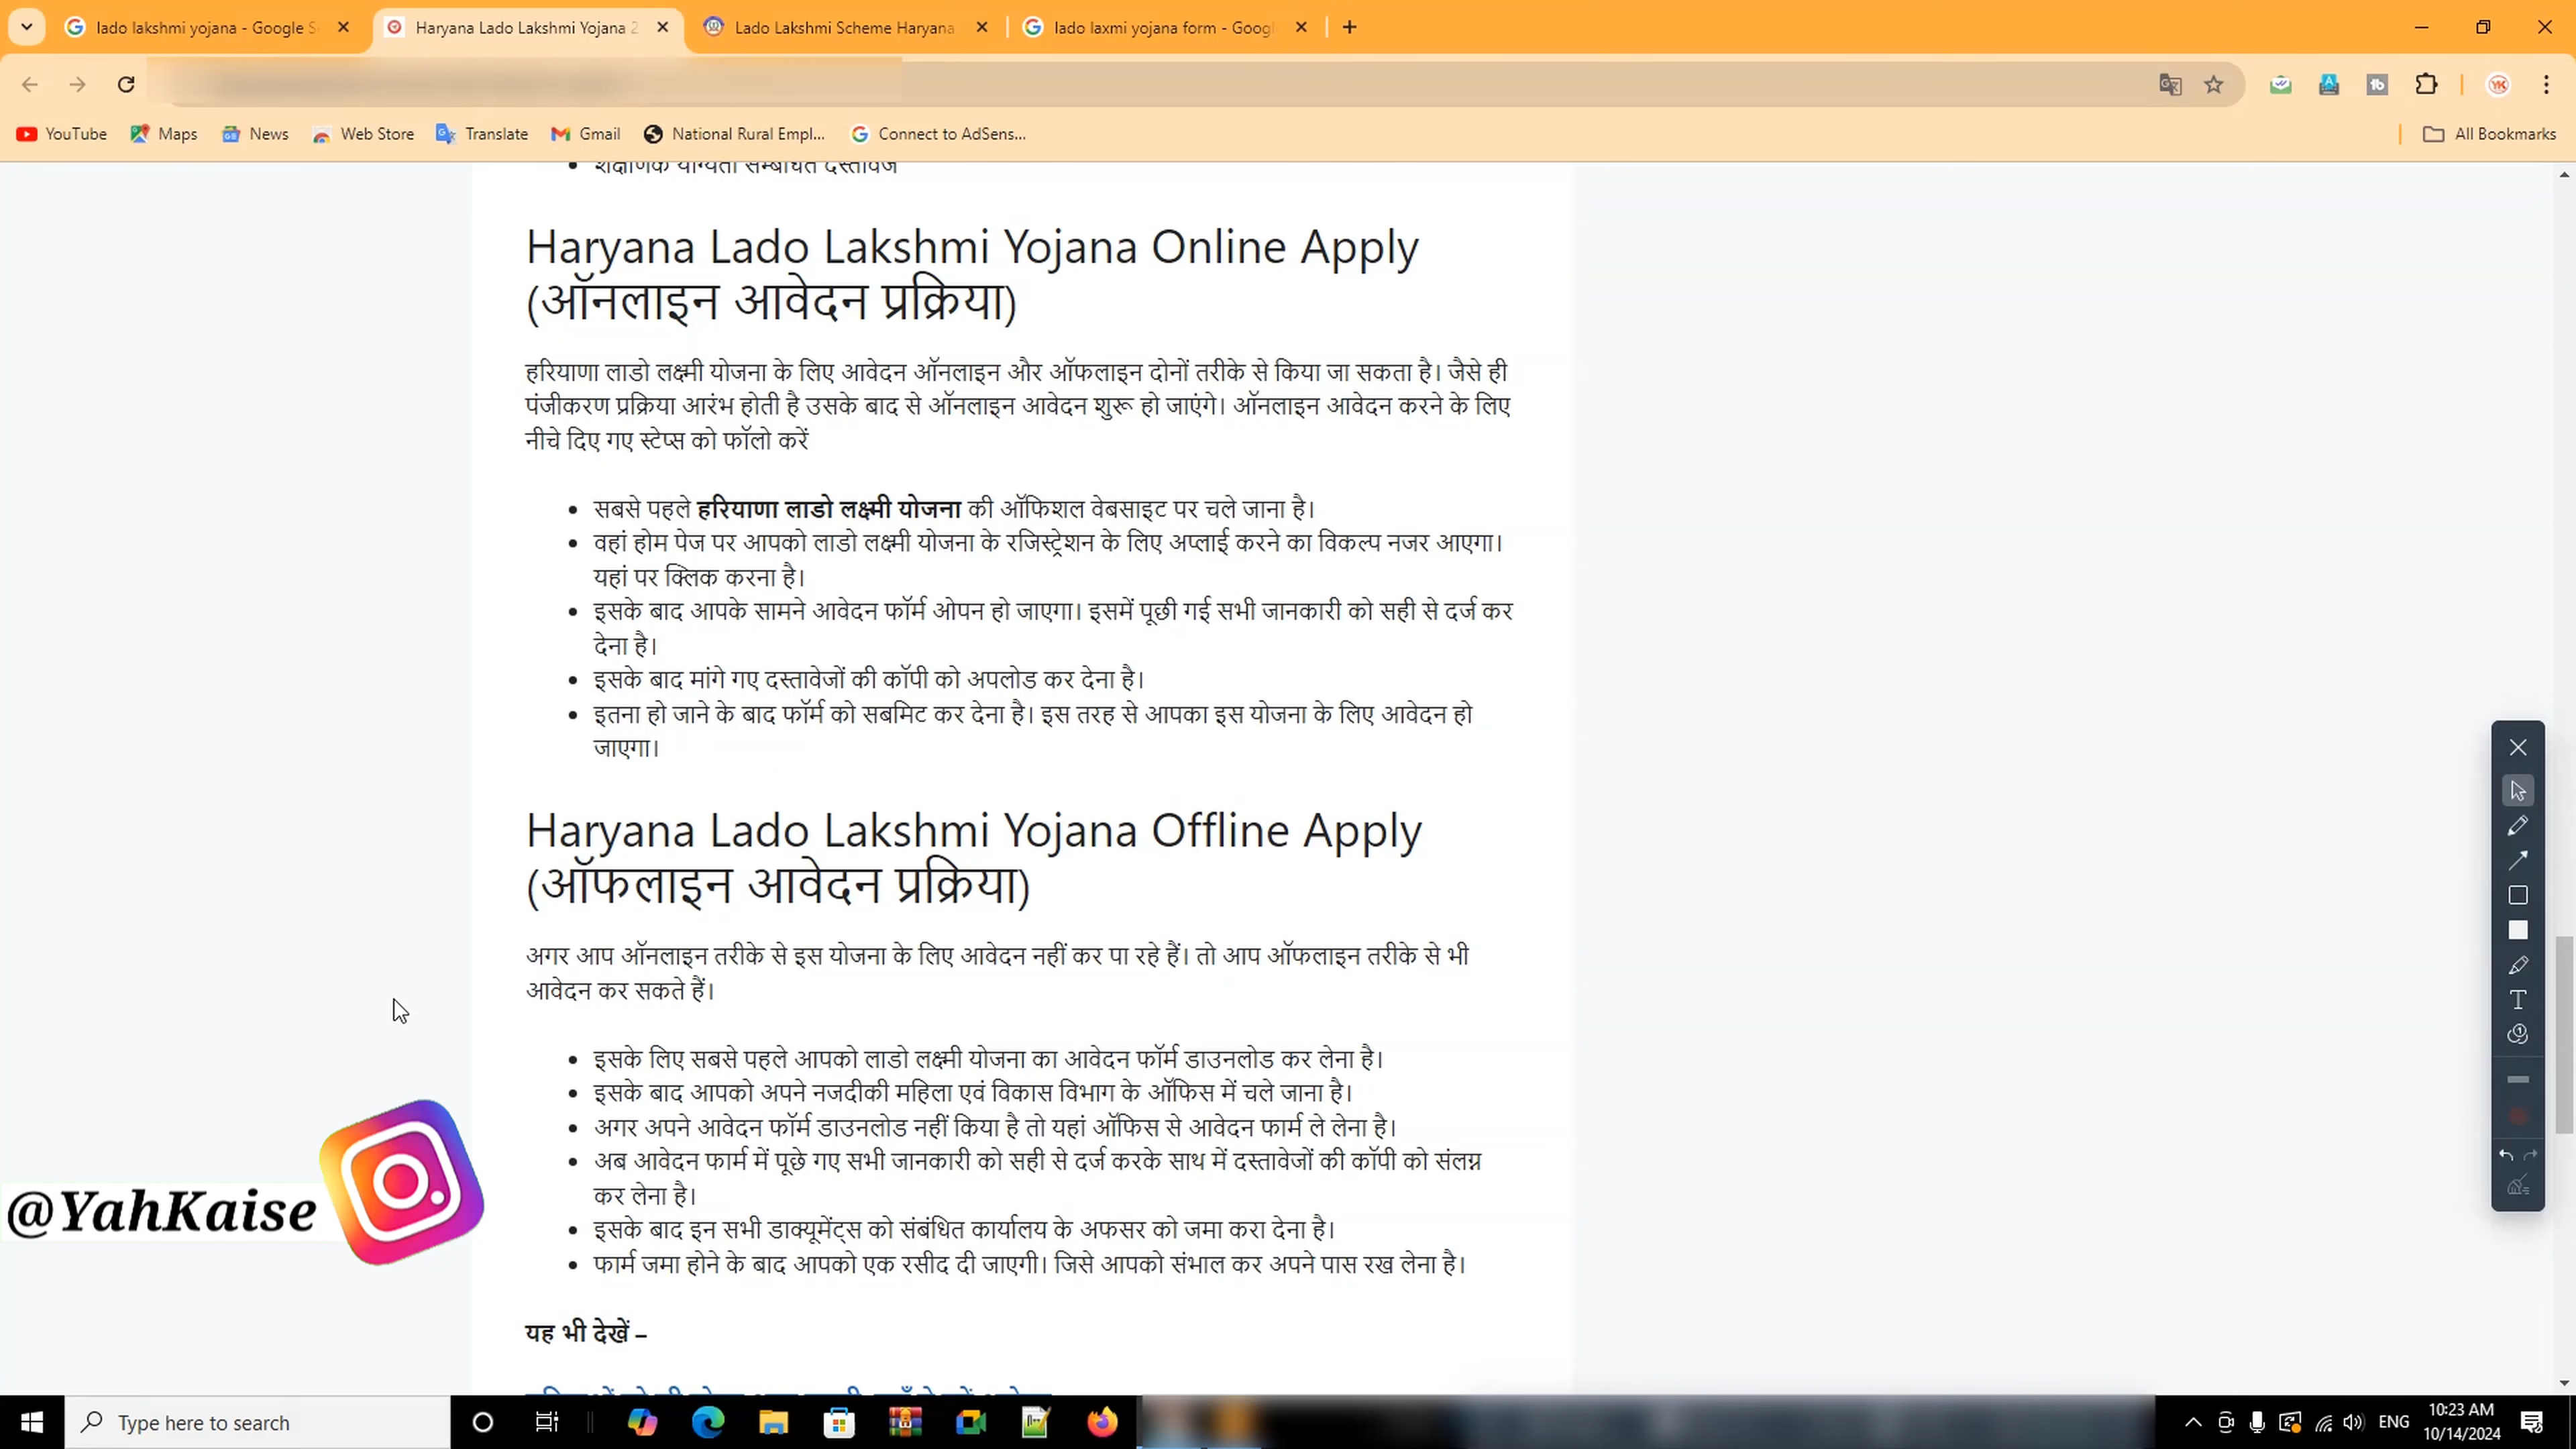 lado lakshmi yojana - Google S
Haryana Lado Lakshmi Yojana 2
Lado Lakshmi Scheme Haryana
lado laxmi yojana form - Goog
YouTube
Maps
News
Web Store
Translate
Gmail
National Rural Empl...
Connect to AdSens...
All Bookmarks
Haryana Lado Lakshmi Yojana Online Apply
(ऑनलाइन आवेदन प्रक्रिया)
हरियाणा लाडो लक्ष्मी योजना के लिए आवेदन ऑनलाइन और ऑफलाइन दोनों तरीके से किया जा सकता है। जैसे ही
पंजीकरण प्रक्रिया आरंभ होती है उसके बाद से ऑनलाइन आवेदन शुरू हो जाएंगे। ऑनलाइन आवेदन करने के लिए
नीचे दिए गए स्टेप्स को फॉलो करें
सबसे पहले हरियाणा लाडो लक्ष्मी योजना की ऑफिशल वेबसाइट पर चले जाना है।
वहां होम पेज पर आपको लाडो लक्ष्मी योजना के रजिस्ट्रेशन के लिए अप्लाई करने का विकल्प नजर आएगा।
यहां पर क्लिक करना है।
इसके बाद आपके सामने आवेदन फॉर्म ओपन हो जाएगा। इसमें पूछी गई सभी जानकारी को सही से दर्ज कर
देना है।
इसके बाद मांगे गए दस्तावेजों की कॉपी को अपलोड कर देना है।
इतना हो जाने के बाद फॉर्म को सबमिट कर देना है। इस तरह से आपका इस योजना के लिए आवेदन हो
जाएगा।
Haryana Lado Lakshmi Yojana Offline Apply
(ऑफलाइन आवेदन प्रक्रिया)
अगर आप ऑनलाइन तरीके से इस योजना के लिए आवेदन नहीं कर पा रहे हैं। तो आप ऑफलाइन तरीके से भी
आवेदन कर सकते हैं।
इसके लिए सबसे पहले आपको लाडो लक्ष्मी योजना का आवेदन फॉर्म डाउनलोड कर लेना है।
इसके बाद आपको अपने नजदीकी महिला एवं विकास विभाग के ऑफिस में चले जाना है।
अगर अपने आवेदन फॉर्म डाउनलोड नहीं किया है तो यहां ऑफिस से आवेदन फार्म ले लेना है।
अब आवेदन फार्म में पूछे गए सभी जानकारी को सही से दर्ज करके साथ में दस्तावेजों की कॉपी को संलग्न
कर लेना है।
इसके बाद इन सभी डाक्यूमेंट्स को संबंधित कार्यालय के अफसर को जमा करा देना है।
फार्म जमा होने के बाद आपको एक रसीद दी जाएगी। जिसे आपको संभाल कर अपने पास रख लेना है।
@YahKaise
यह भी देखें –
Type here to search
ENG
10:23 AM
10/14/2024